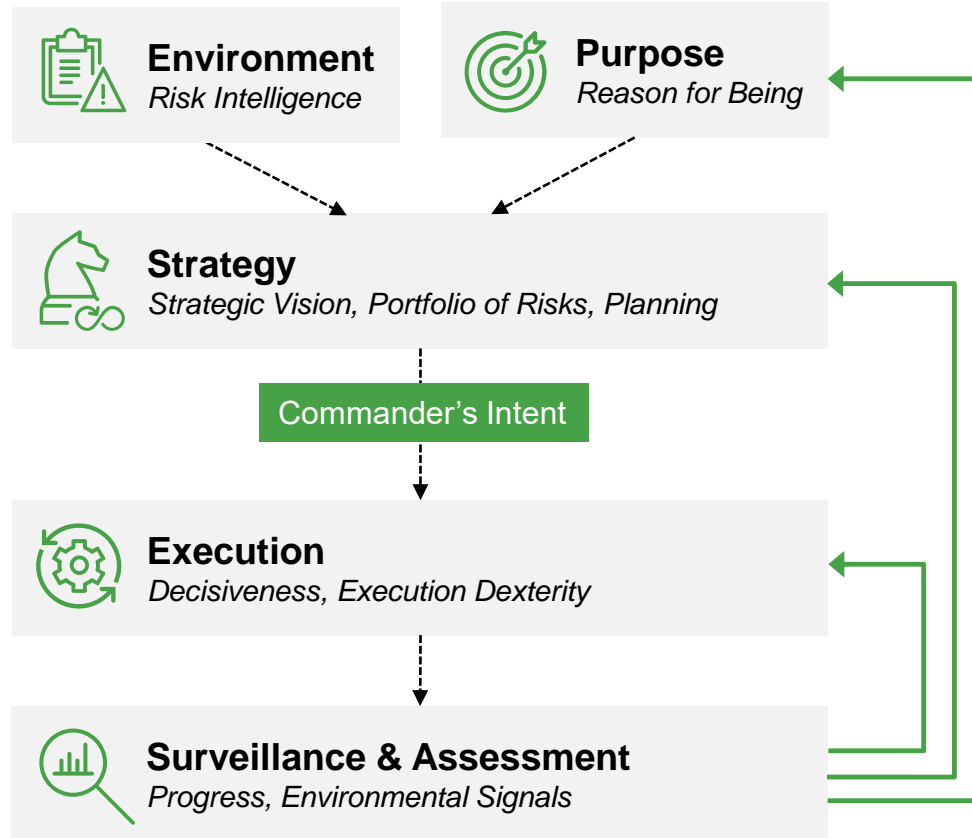 Environment
Risk Intelligence
Purpose
Reason for Being
Strategy
Strategic Vision, Portfolio of Risks, Planning
Commander’s Intent
Execution
Decisiveness, Execution Dexterity
Surveillance & Assessment
Progress, Environmental Signals